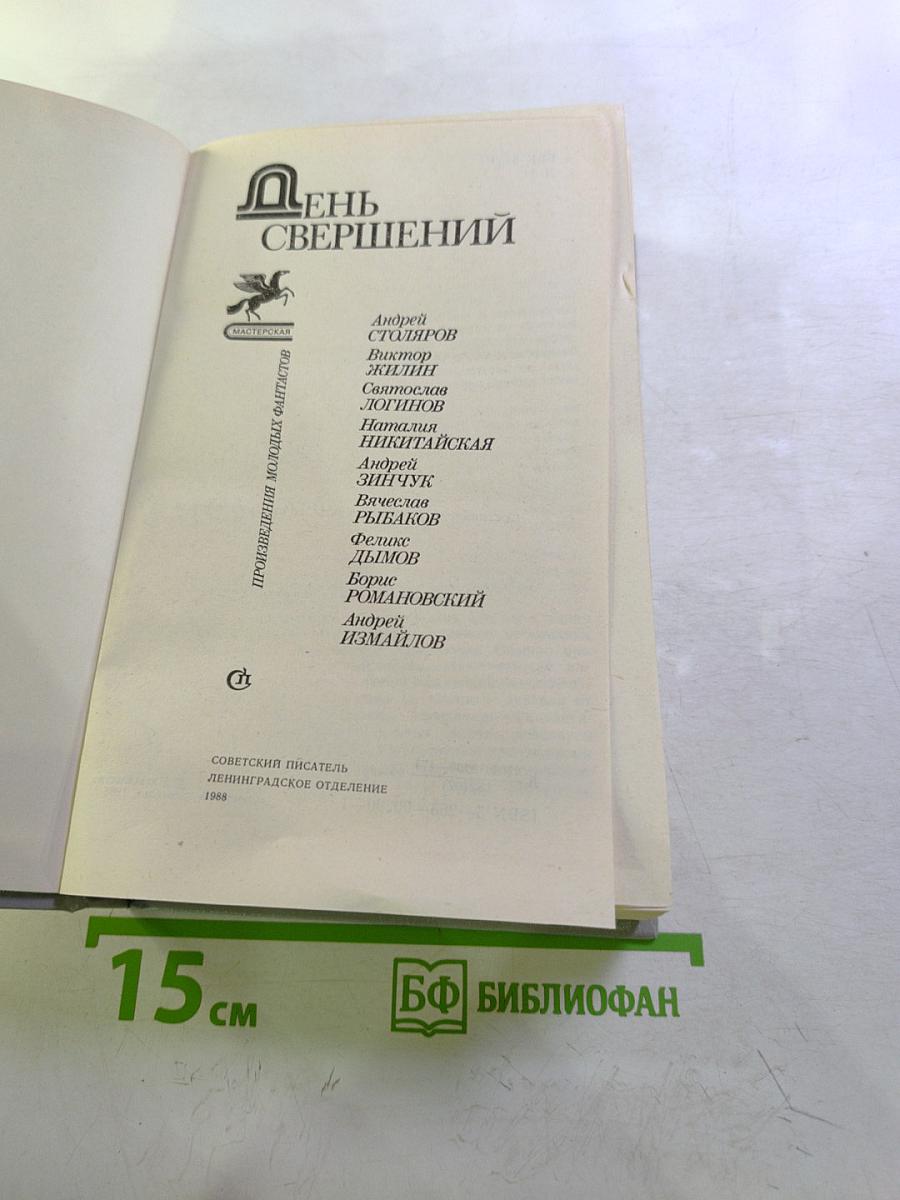 ДЕНЬ
СВЕРШЕНИЙ
МАСТЕРСКАЯ
ПРОИЗВЕДЕНИЯ МОЛОДЫХ ФАНТАСТОВ
Андрей
СТОЛЯРОВ
Виктор
ЖИЛИН
Святослав
ЛОГИНОВ
Наталия
НИКИТАЙСКАЯ
Андрей
ЗИНЧУК
Вячеслав
РЫБАКОВ
Феликс
ДЫМОВ
Борис
РОМАНОВСКИЙ
Андрей
ИЗМАЙЛОВ
СП
СОВЕТСКИЙ ПИСАТЕЛЬ
ЛЕНИНГРАДСКОЕ ОТДЕЛЕНИЕ
1988
15 см
БФ БИБЛИОФАН